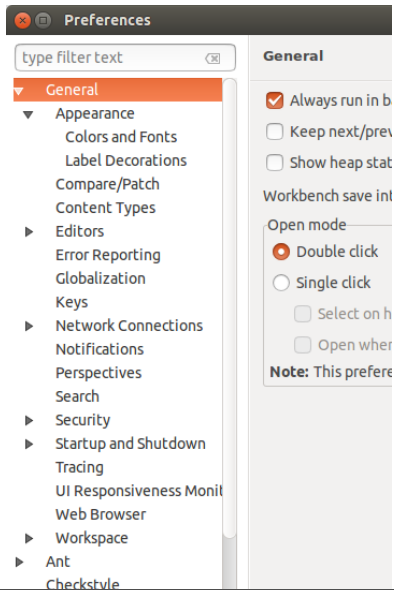 Preferences
type filter text
General
Appearance
Colors and Fonts
Label Decorations
Compare/Patch
Content Types
Editors
Error Reporting
Globalization
Keys
Network Connections
Notifications
Perspectives
Search
Security
Startup and Shutdown
Tracing
UI Responsiveness Monit
Web Browser
Workspace
Ant
Checkstyle
General
Always run in b
Keep next/prev
Show heap stat
Workbench save int
Open mode
Double click
Single click
Select on h
Open when
Note: This prefere